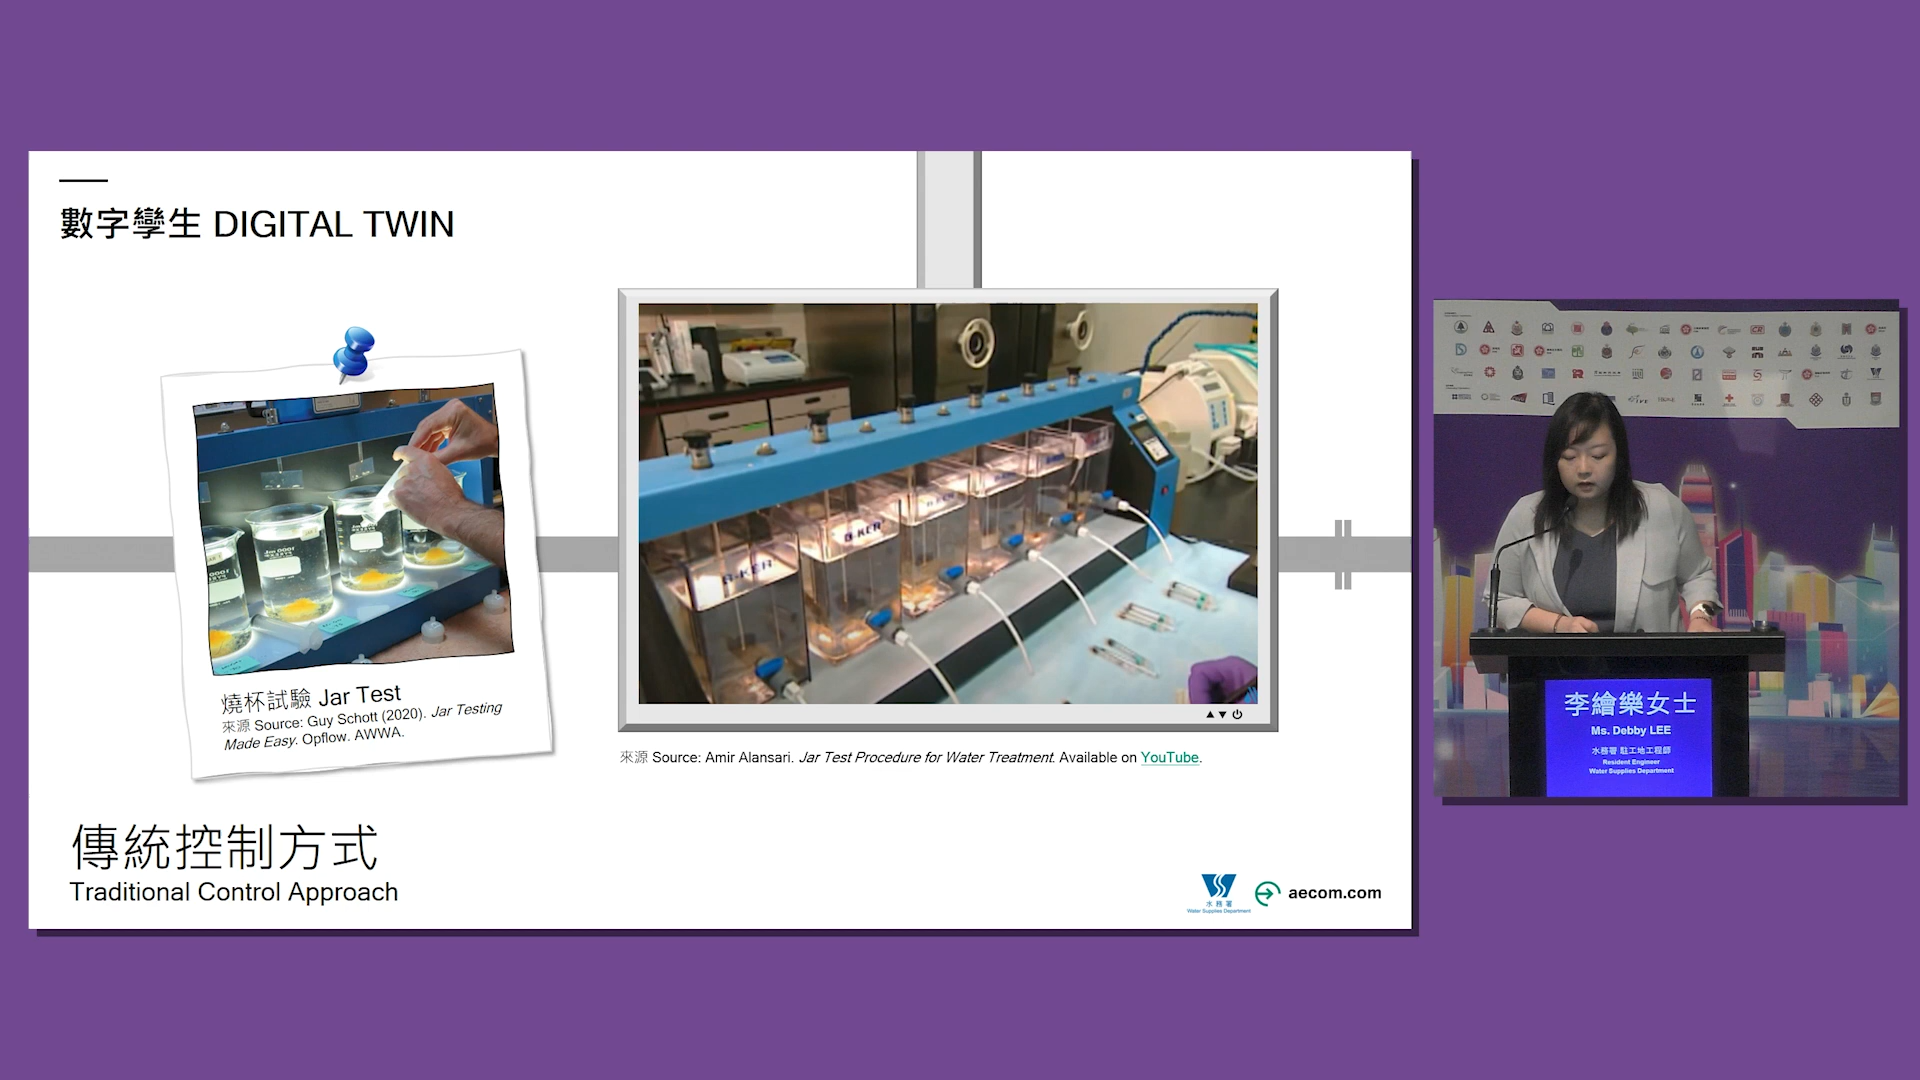 數字孿生 DIGITAL TWIN
燒杯試驗 Jar Test
來源 Source: Guy Schott (2020). Jar Testing
Made Easy. Opflow. AWWA.
B-KER
B-KER
B-KER
來源 Source: Amir Alansari. Jar Test Procedure for Water Treatment. Available on YouTube.
傳統控制方式
Traditional Control Approach
水務署
Water Supplies Department
aecom.com
李繪樂女士
Ms. Debby LEE
水務署 駐工地工程師
Resident Engineer
Water Supplies Department